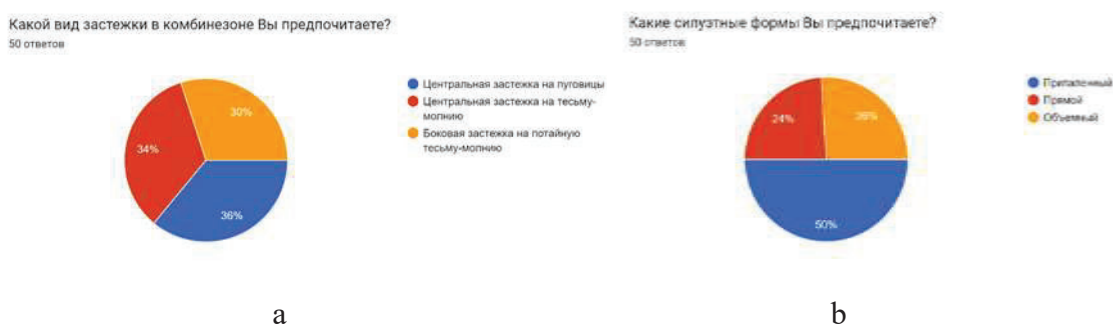 Какой вид застежки в комбинезоне Вы предпочитаете?
50 ответов
Центральная застежка на пуговицы
Центральная застежка на тесьму-
молнию
Боковая застежка на потайную
тесьму-молнию
30%
34%
36%
a
Какие силуэтные формы Вы предпочитаете?
50 ответов
Приталенный
Прямой
Объемный
24%
26%
50%
b